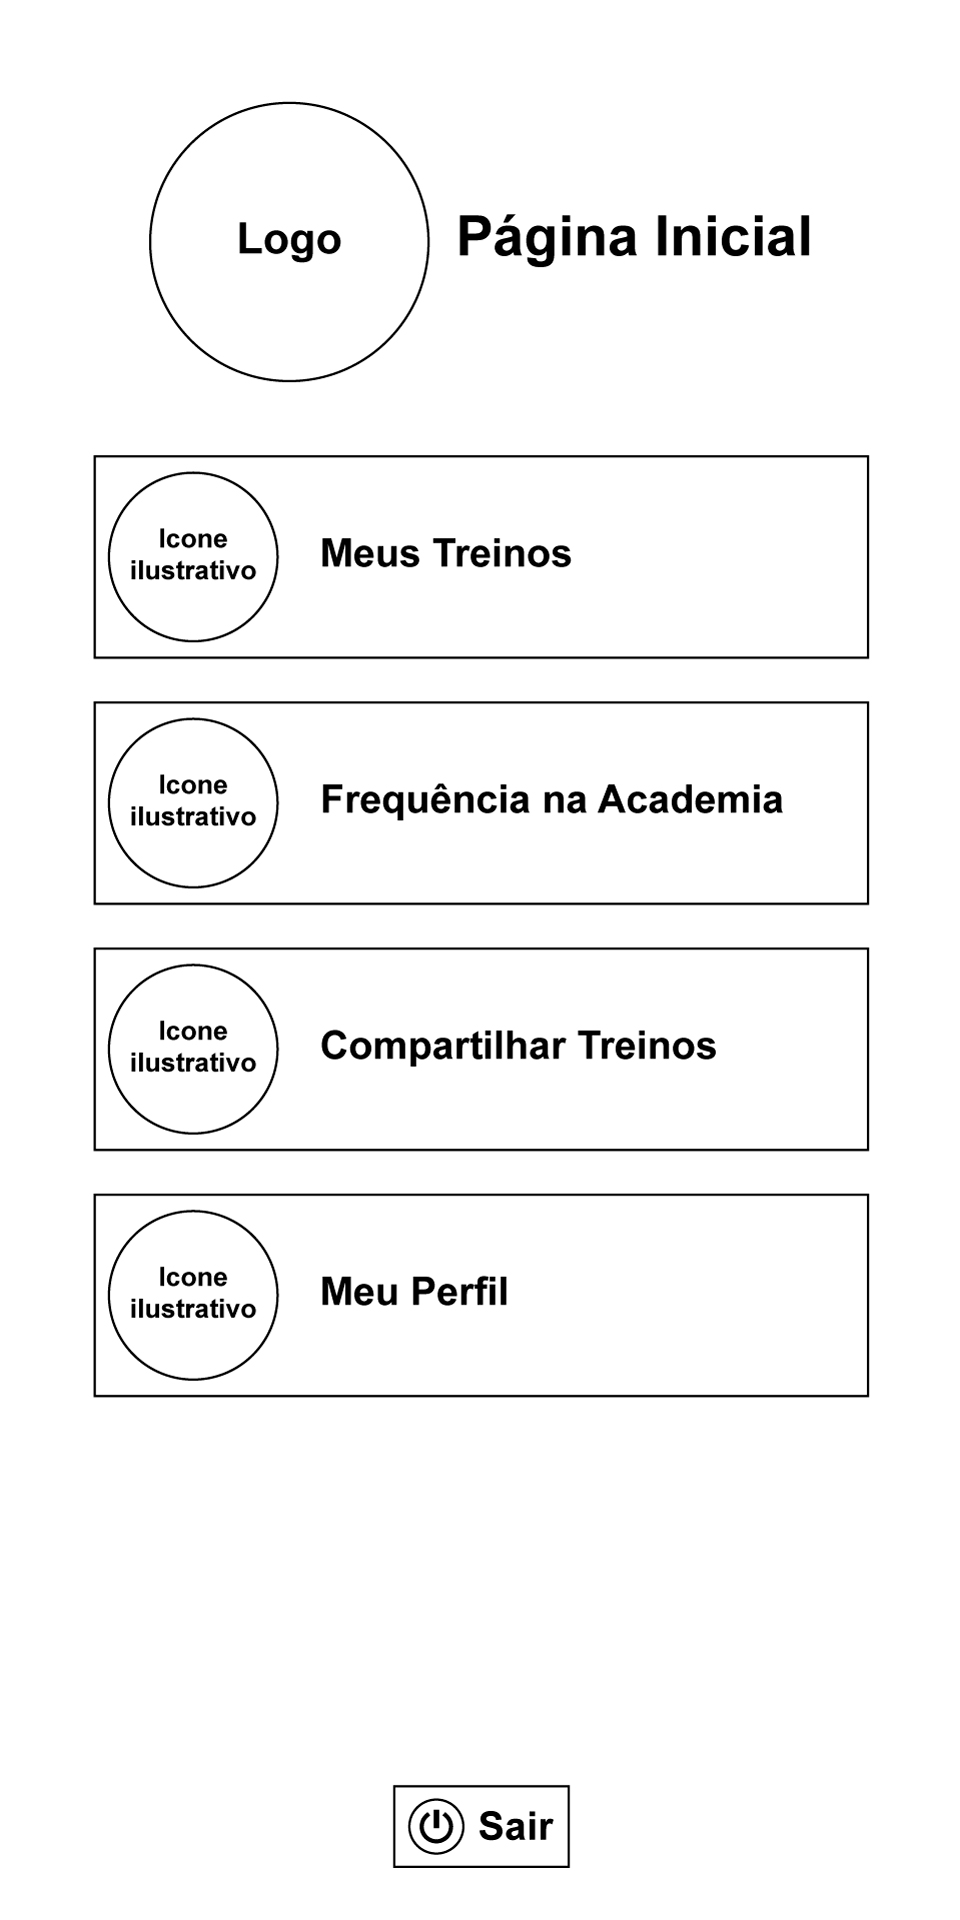 Logo
Página Inicial
Icone
ilustrativo
Meus Treinos
Icone
ilustrativo
Frequência na Academia
Icone
ilustrativo
Compartilhar Treinos
Icone
ilustrativo
Meu Perfil
Sair